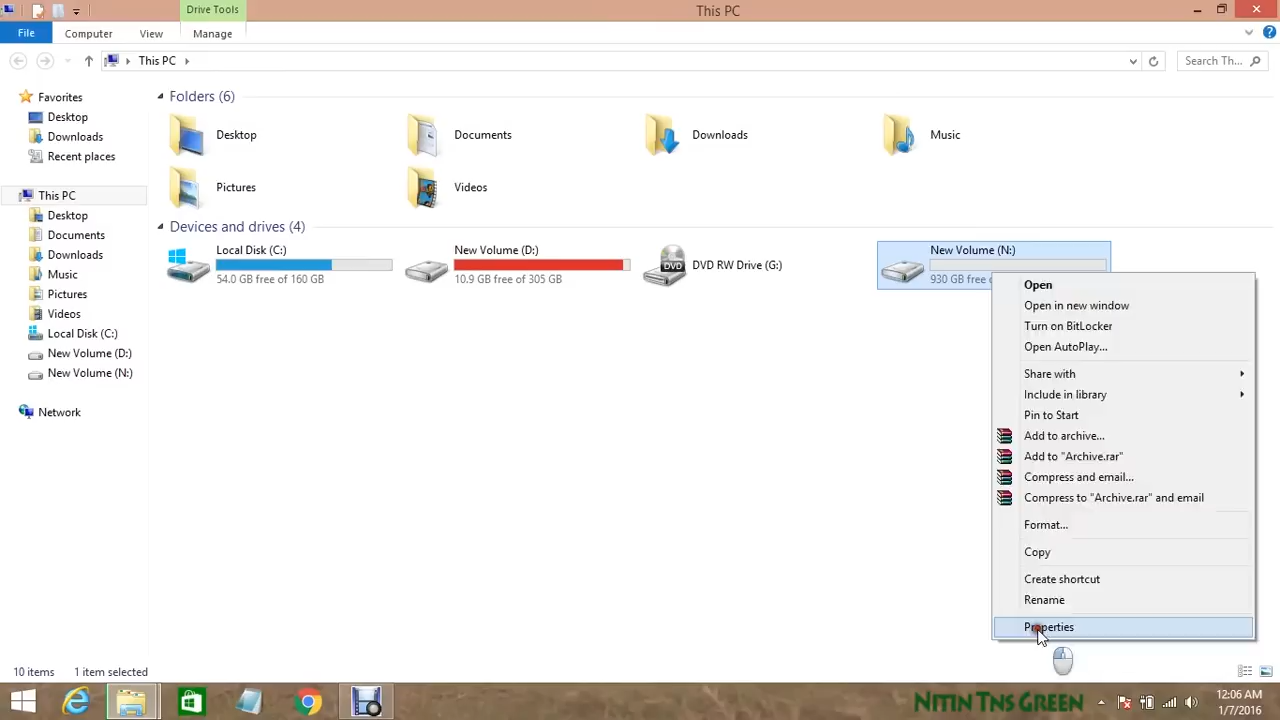 Drive Tools
This PC
File
Computer
View
Manage
This PC
Search Th...
Favorites
Desktop
Downloads
Recent places
This PC
Desktop
Documents
Downloads
Music
Pictures
Videos
Local Disk (C:)
New Volume (D:)
New Volume (N:)
Network
Folders (6)
Desktop
Documents
Downloads
Music
Pictures
Videos
Devices and drives (4)
Local Disk (C:)
54.0 GB free of 160 GB
New Volume (D:)
10.9 GB free of 305 GB
DVD
DVD RW Drive (G:)
New Volume (N:)
930 GB free
Open
Open in new window
Turn on BitLocker
Open AutoPlay...
Share with
Include in library
Pin to Start
Add to archive...
Add to "Archive.rar"
Compress and email...
Compress to "Archive.rar" and email
Format...
Copy
Create shortcut
Rename
Properties
10 items
1 item selected
Nitin Tns Green
12:06 AM
1/7/2016